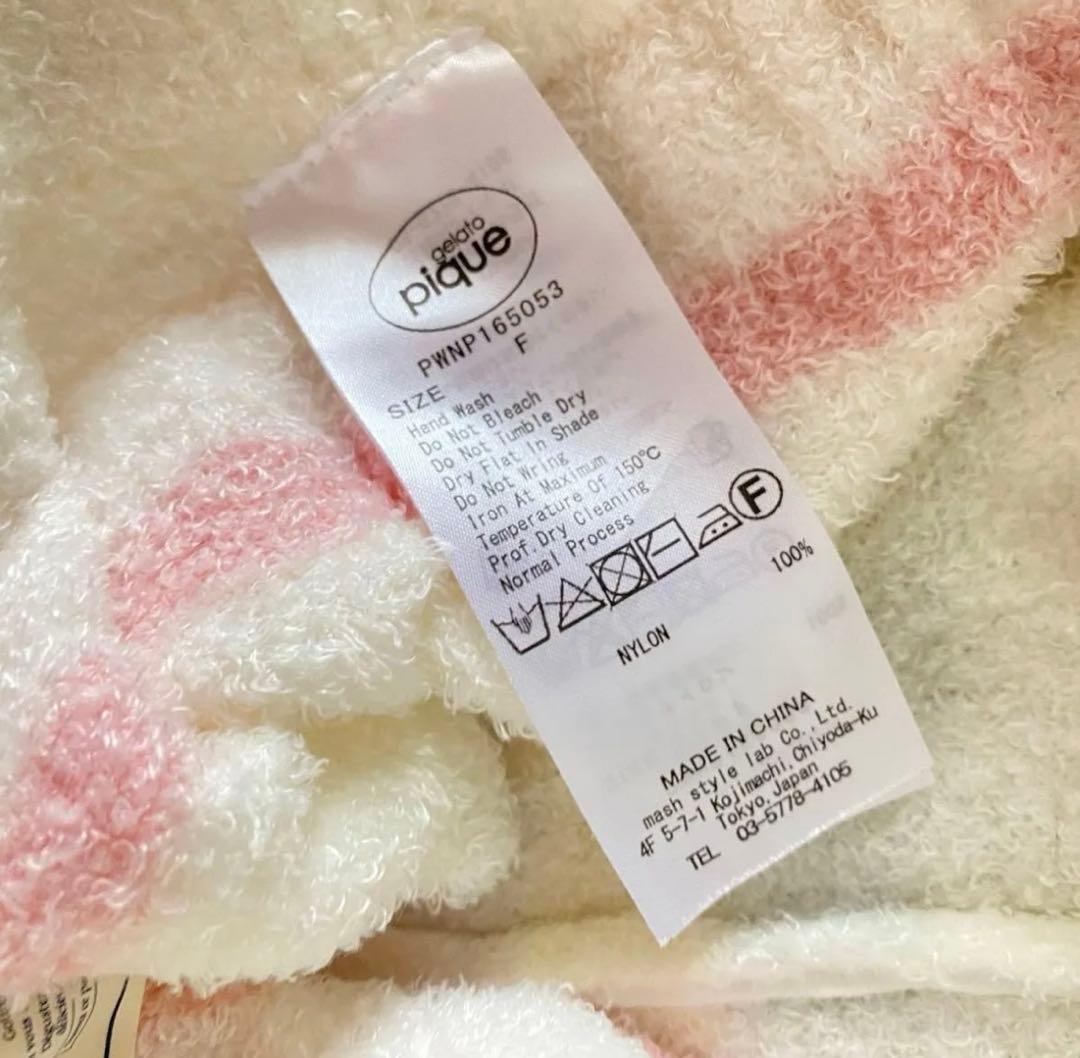 gelato
pique
PWNP165053
SIZE F
Hand Wash
Do Not Bleach
Do Not Tumble Dry
Dry Flat In Shade
Do Not Wring
Iron At Maximum
Temperature Of 150℃
Prof. Dry Cleaning
Normal Process
F
NYLON 100%
MADE IN CHINA
mash style lab Co., Ltd.
4F 5-7-1 Kojimachi, Chiyoda-Ku
Tokyo, Japan
TEL 03-5778-4105